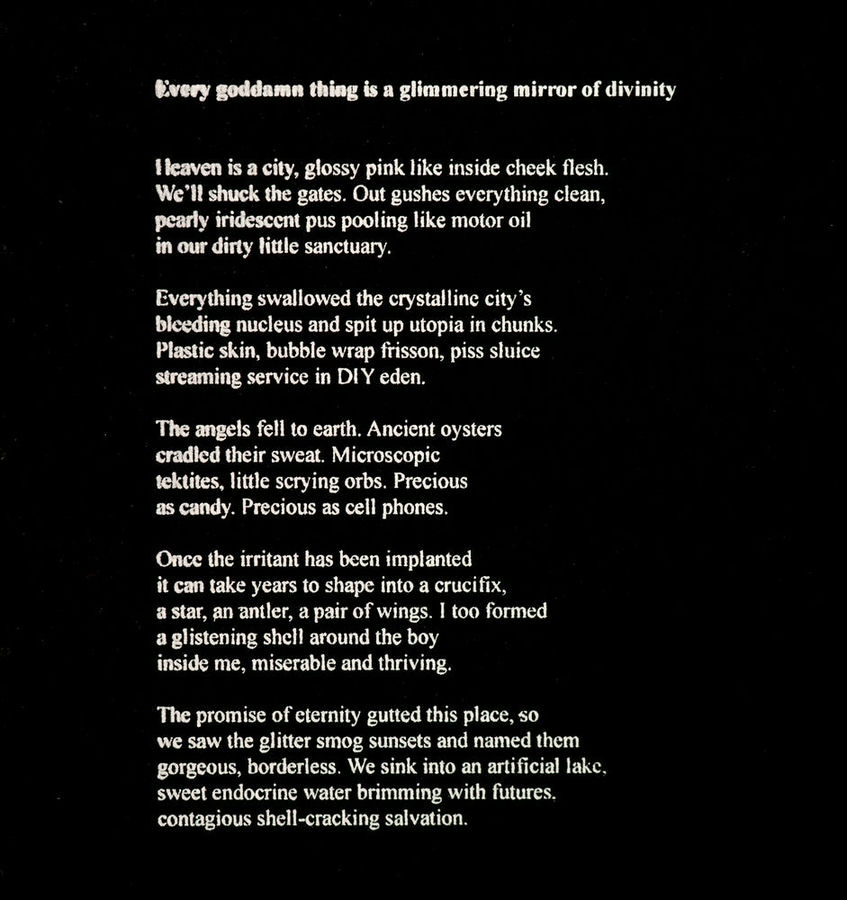 Every goddamn thing is a glimmering mirror of divinity
Heaven is a city, glossy pink like inside cheek flesh.
We'll shuck the gates. Out gushes everything clean,
pearly iridescent pus pooling like motor oil
in our dirty little sanctuary.
Everything swallowed the crystalline city's
bleeding nucleus and spit up utopia in chunks.
Plastic skin, bubble wrap frisson, piss sluice
streaming service in DIY eden.
The angels fell to earth. Ancient oysters
cradled their sweat. Microscopic
tektites, little scrying orbs. Precious
as candy. Precious as cell phones.
Once the irritant has been implanted
it can take years to shape into a crucifix,
a star, an antler, a pair of wings. I too formed
a glistening shell around the boy
inside me, miserable and thriving.
The promise of eternity gutted this place, so
we saw the glitter smog sunsets and named them
gorgeous, borderless. We sink into an artificial lake,
sweet endocrine water brimming with futures,
contagious shell-cracking salvation.